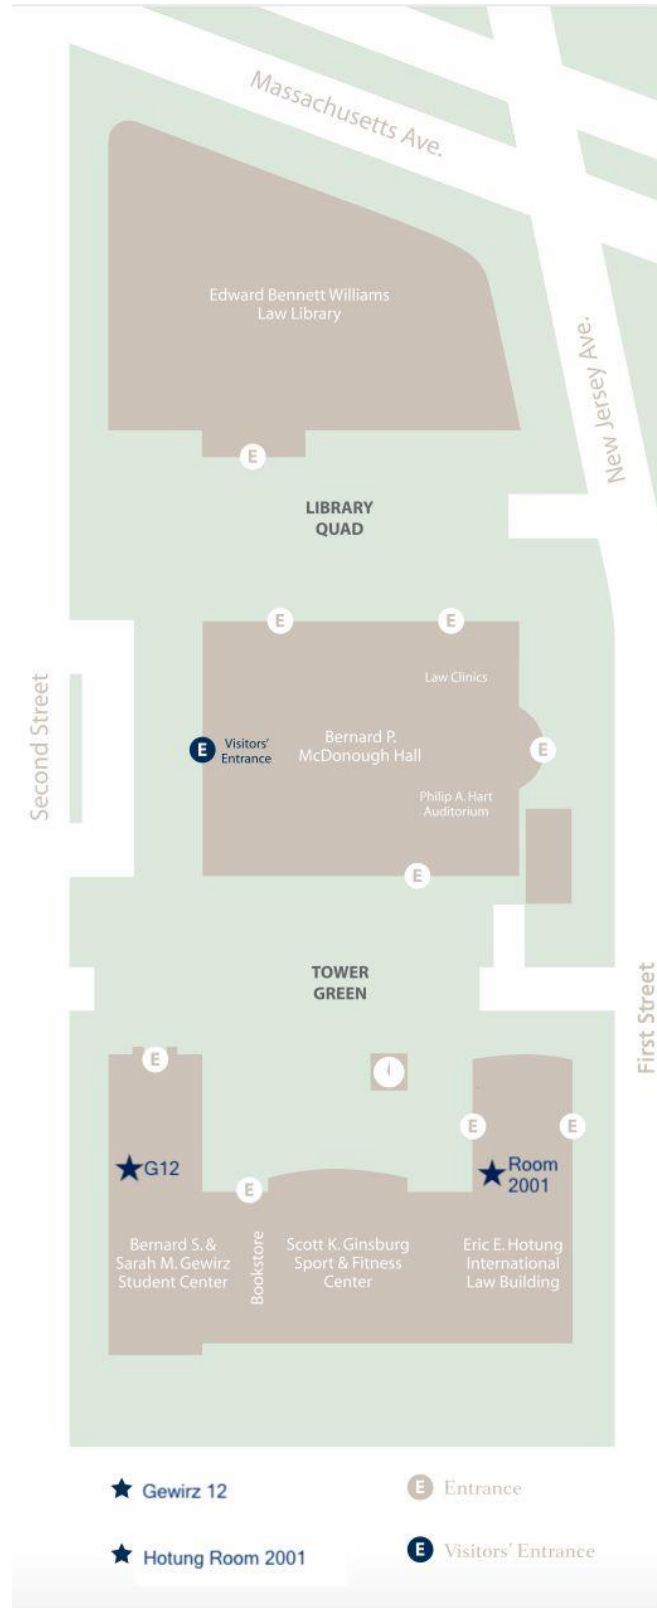 Massachusetts Ave.
Edward Bennett Williams
Law Library
New Jersey Ave.
E
LIBRARY
QUAD
E
E
Law Clinics
Second Street
E
Visitors'
Entrance
Bernard P.
McDonough Hall
E
Philip A. Hart
Auditorium
E
TOWER
GREEN
First Street
E
E
E
G12
Room
2001
E
Bernard S. &
Sarah M. Gewirz
Student Center
Bookstore
Scott K. Ginsburg
Sport & Fitness
Center
Eric E. Hotung
International
Law Building
Gewirz 12
E Entrance
Hotung Room 2001
E Visitors' Entrance